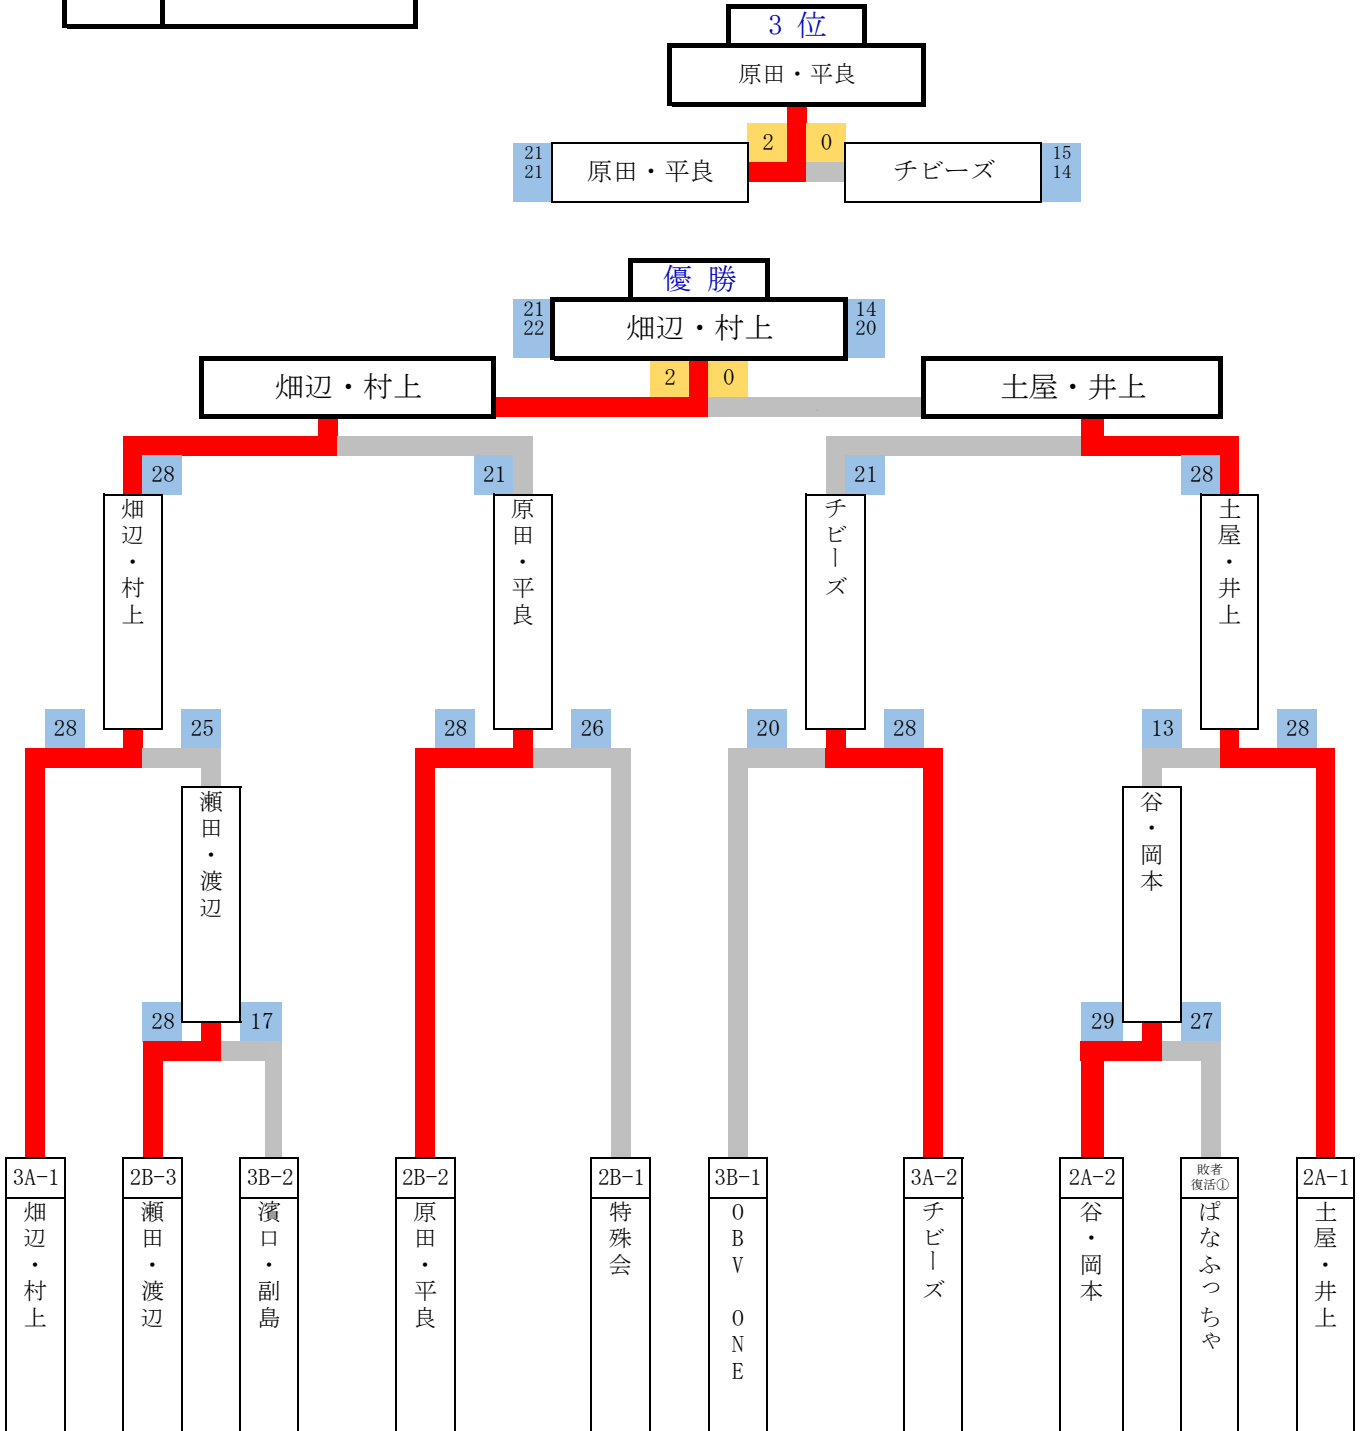 3 位
原田・平良
2 0
21
21
原田・平良
チビーズ
15
14
優 勝
21
22
畑辺・村上
14
20
2 0
畑辺・村上
土屋・井上
28 21 21 28
畑辺・村上
原田・平良
チビーズ
土屋・井上
28 25 28 26 20 28 13 28
瀬田・渡辺
谷・岡本
28 17 29 27
3A-1
畑辺・村上
2B-3
瀬田・渡辺
3B-2
濱口・副島
2B-2
原田・平良
2B-1
特殊会
3B-1
OBV ONE
3A-2
チビーズ
2A-2
谷・岡本
敗者
復活①
ぱなふっちゃ
2A-1
土屋・井上